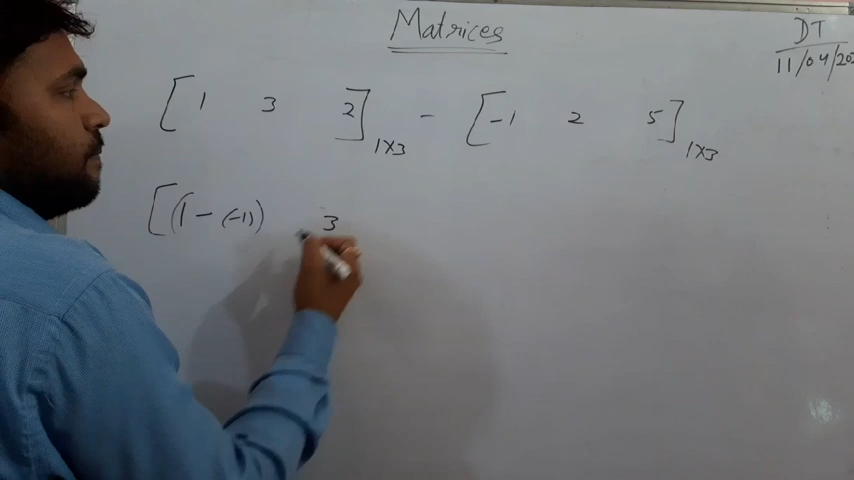 Matrices
DT
11/04/20
[ 1 3 2 ]1×3 - [ -1 2 5 ]1×3
[ (1 - (-1)) 3